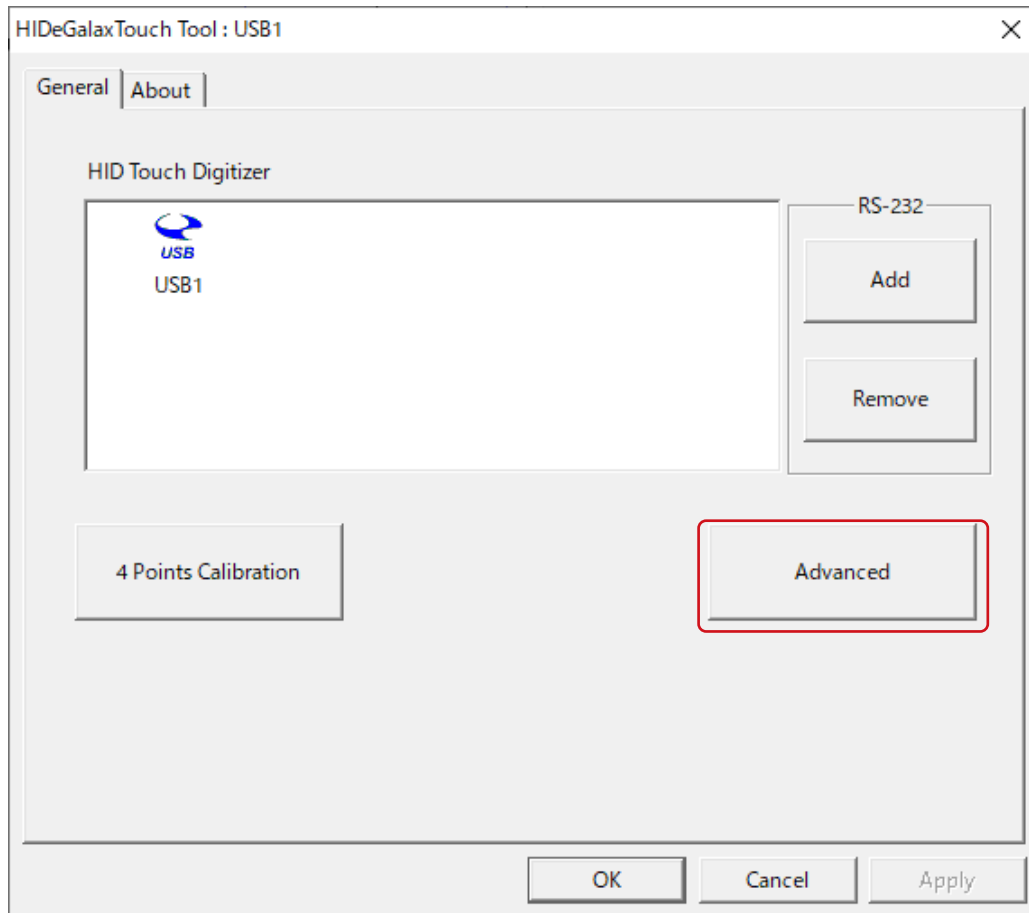 HIDeGalaxTouch Tool : USB1
General
About
HID Touch Digitizer
USB
USB1
RS-232
Add
Remove
4 Points Calibration
Advanced
OK
Cancel
Apply